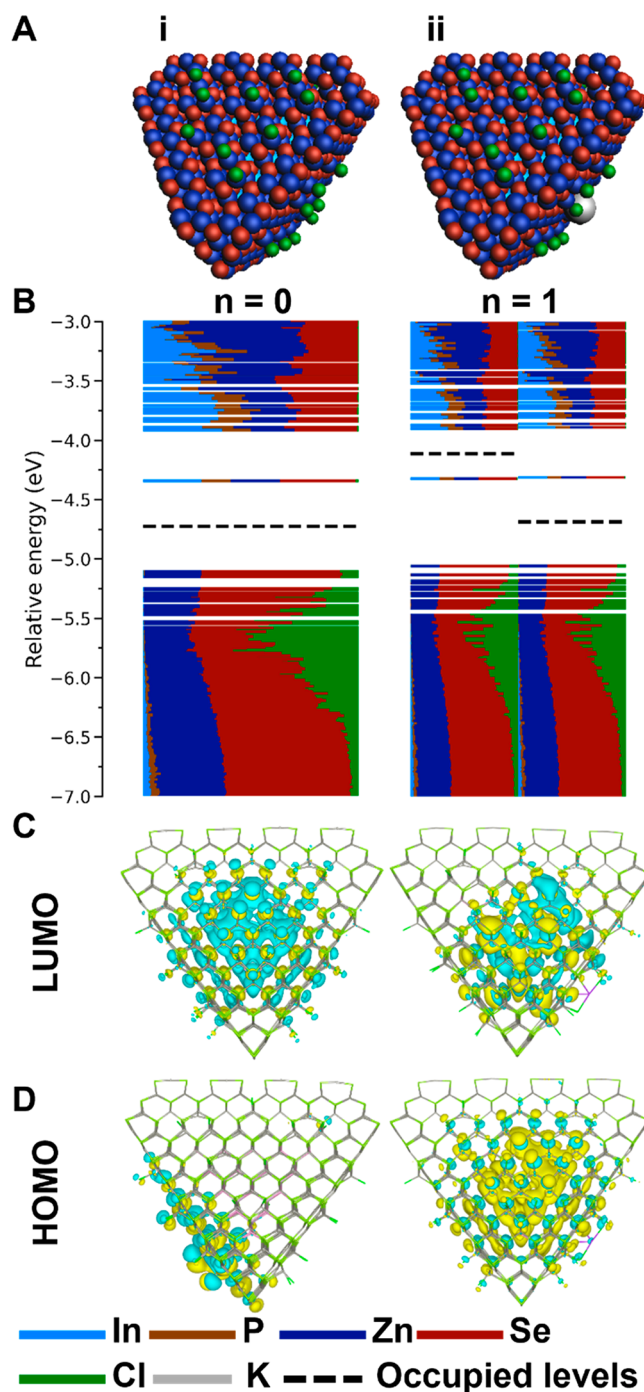 A i ii
B n = 0 n = 1
Relative energy (eV)
−3.0
−3.5
−4.0
−4.5
−5.0
−5.5
−6.0
−6.5
−7.0
C
LUMO
D
HOMO
In P Zn Se
Cl K Occupied levels